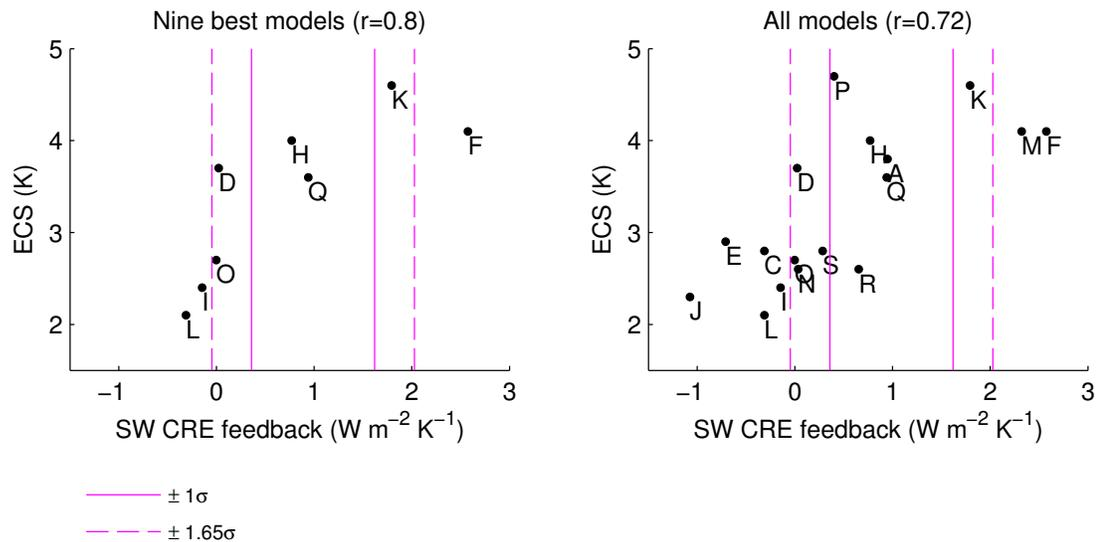 Nine best models (r=0.8)
5
4
3
2
ECS (K)
K
F
H
Q
D
O
I
L
−1 0 1 2 3
SW CRE feedback (W m−2 K−1)
All models (r=0.72)
5
4
3
2
ECS (K)
P
K
M F
H
A
Q
D
E
C
O
N
S
R
I
J
L
−1 0 1 2 3
SW CRE feedback (W m−2 K−1)
± 1σ
± 1.65σ